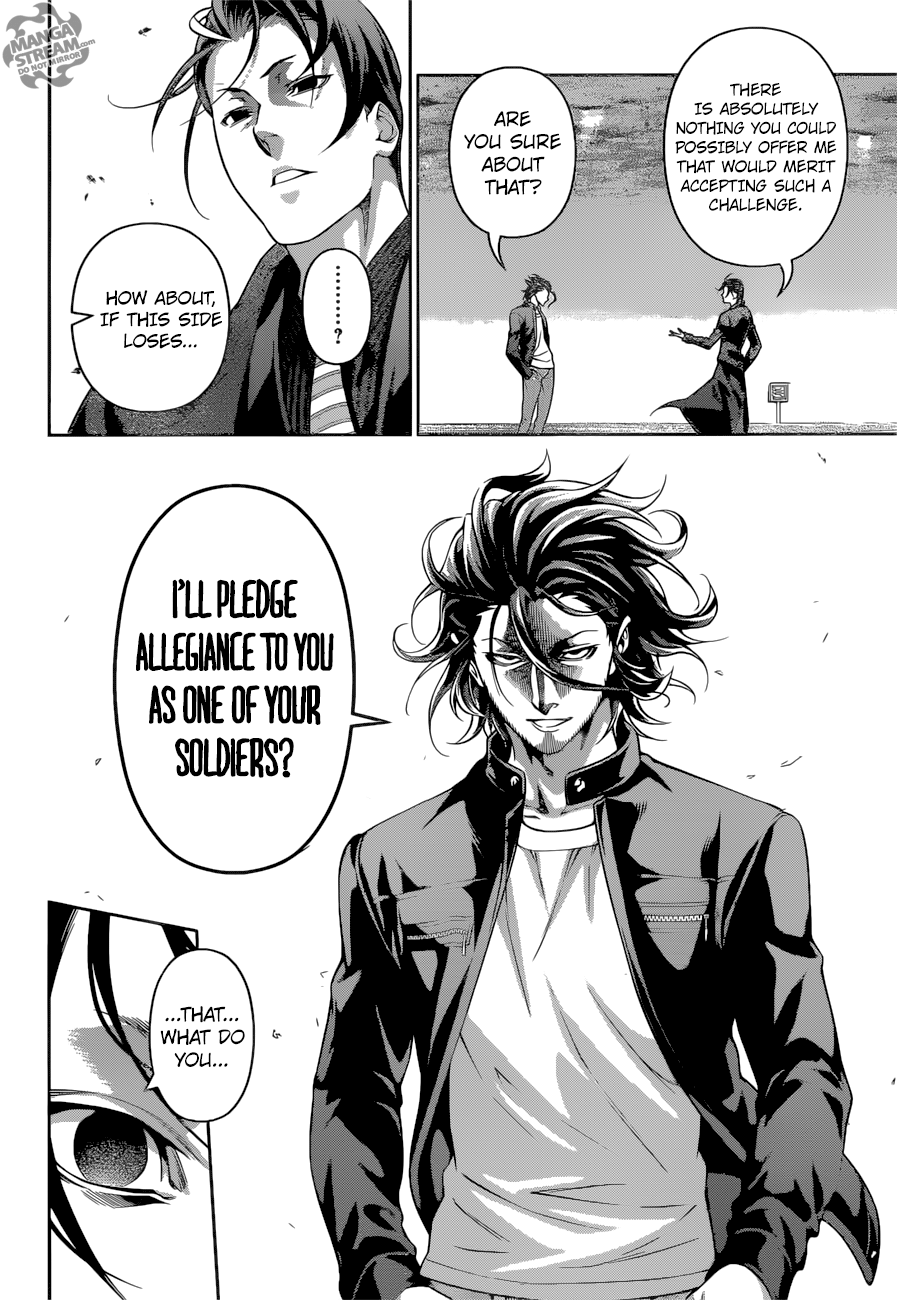 THERE
IS ABSOLUTELY
NOTHING YOU COULD
POSSIBLY OFFER ME
THAT WOULD MERIT
ACCEPTING SUCH A
CHALLENGE.
ARE
YOU SURE
ABOUT
THAT?
MANGA
STREAM.com
DO NOT MIRROR
.........?
HOW ABOUT,
IF THIS SIDE
LOSES...
I'LL PLEDGE
ALLEGIANCE TO YOU
AS ONE OF YOUR
SOLDIERS?
...THAT...
WHAT DO
YOU...